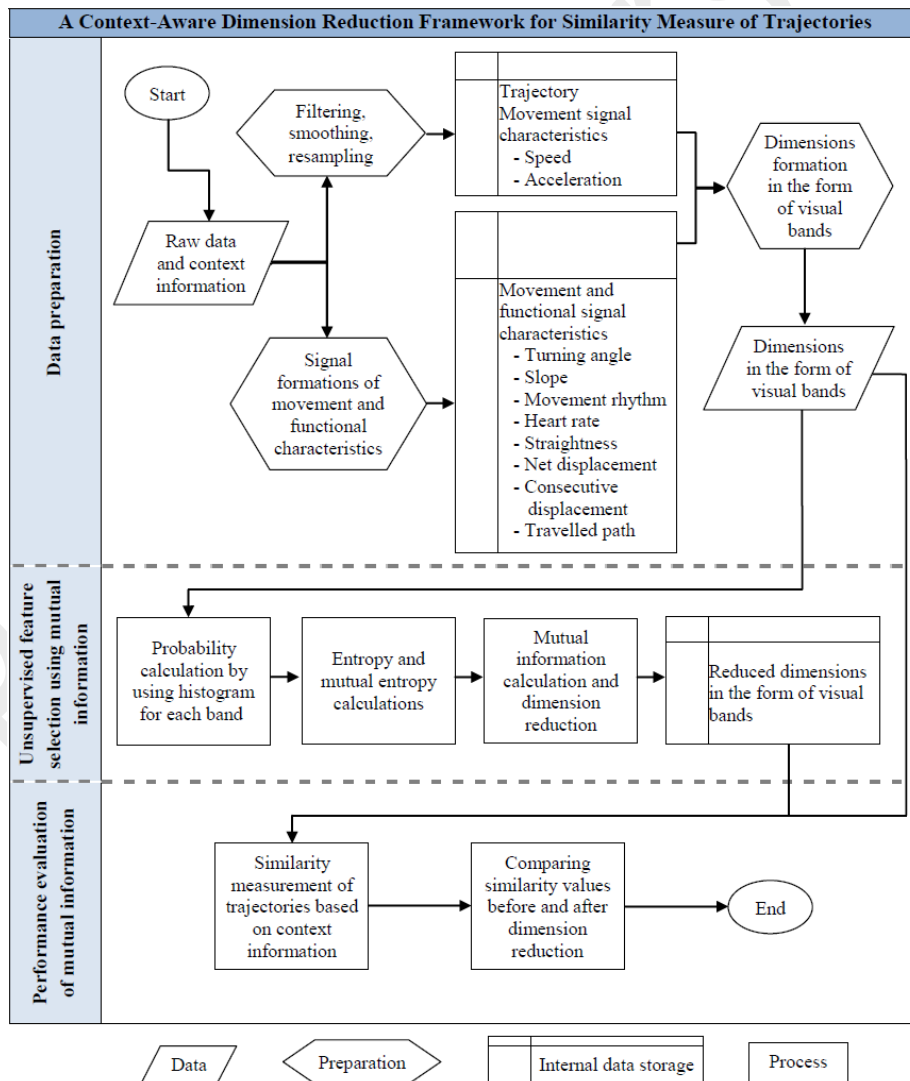 A Context-Aware Dimension Reduction Framework for Similarity Measure of Trajectories
Data preparation
Start
Raw data
and context
information
Filtering,
smoothing,
resampling
Signal
formations of
movement and
functional
characteristics
Trajectory
Movement signal
characteristics
- Speed
- Acceleration
Movement and
functional signal
characteristics
- Turning angle
- Slope
- Movement rhythm
- Heart rate
- Straightness
- Net displacement
- Consecutive
displacement
- Travelled path
Dimensions
formation
in the form
of visual
bands
Dimensions
in the form of
visual bands
Unsupervised feature
selection using mutual
information
Probability
calculation by
using histogram
for each band
Entropy and
mutual entropy
calculations
Mutual
information
calculation and
dimension
reduction
Reduced dimensions
in the form of visual
bands
Performance evaluation
of mutual information
Similarity
measurement of
trajectories based
on context
information
Comparing
similarity values
before and after
dimension
reduction
End
Data
Preparation
Internal data storage
Process